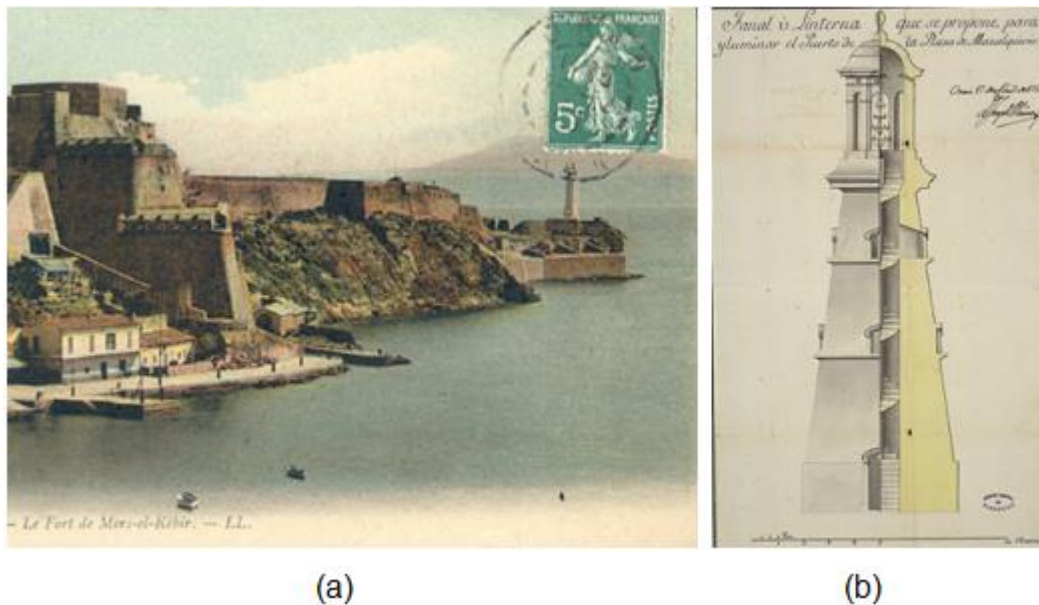 REPUBLIQUE FRANÇAISE
5c
POSTES
Le Fort de Mers-el-Kébir. — LL.
(a)
Fanal ò Linterna que se propone, para
yluminar el Puerto de la Plaza de Mazalquivir
(b)